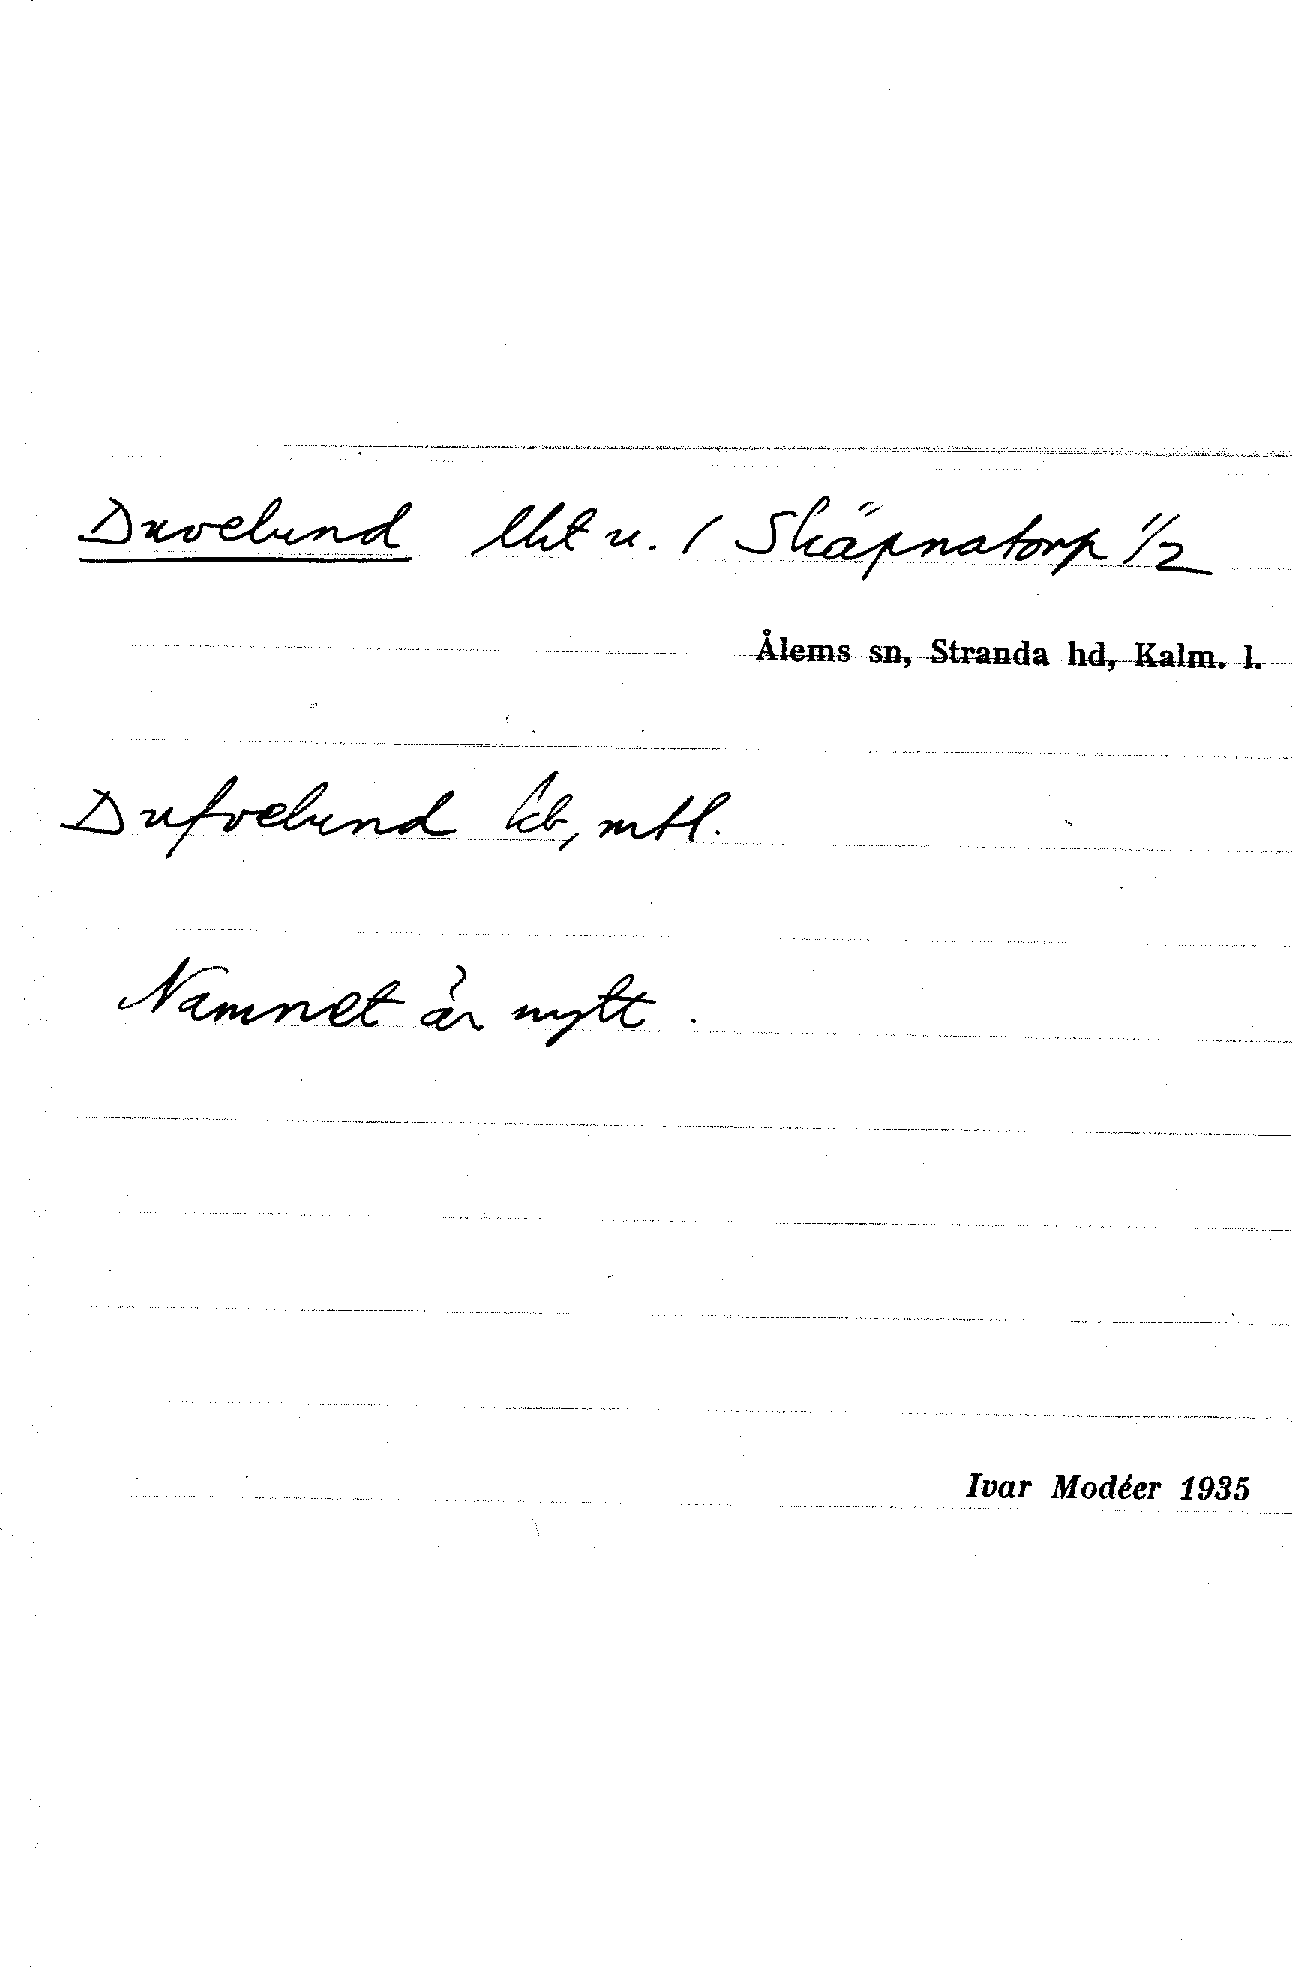 Duvelund lht u. / Skäpnatorp 1/2
Ålems sn, Stranda hd, Kalm. l.
Dufvelund kb, mtl.
Namnet är nytt.
Ivar Modéer 1935